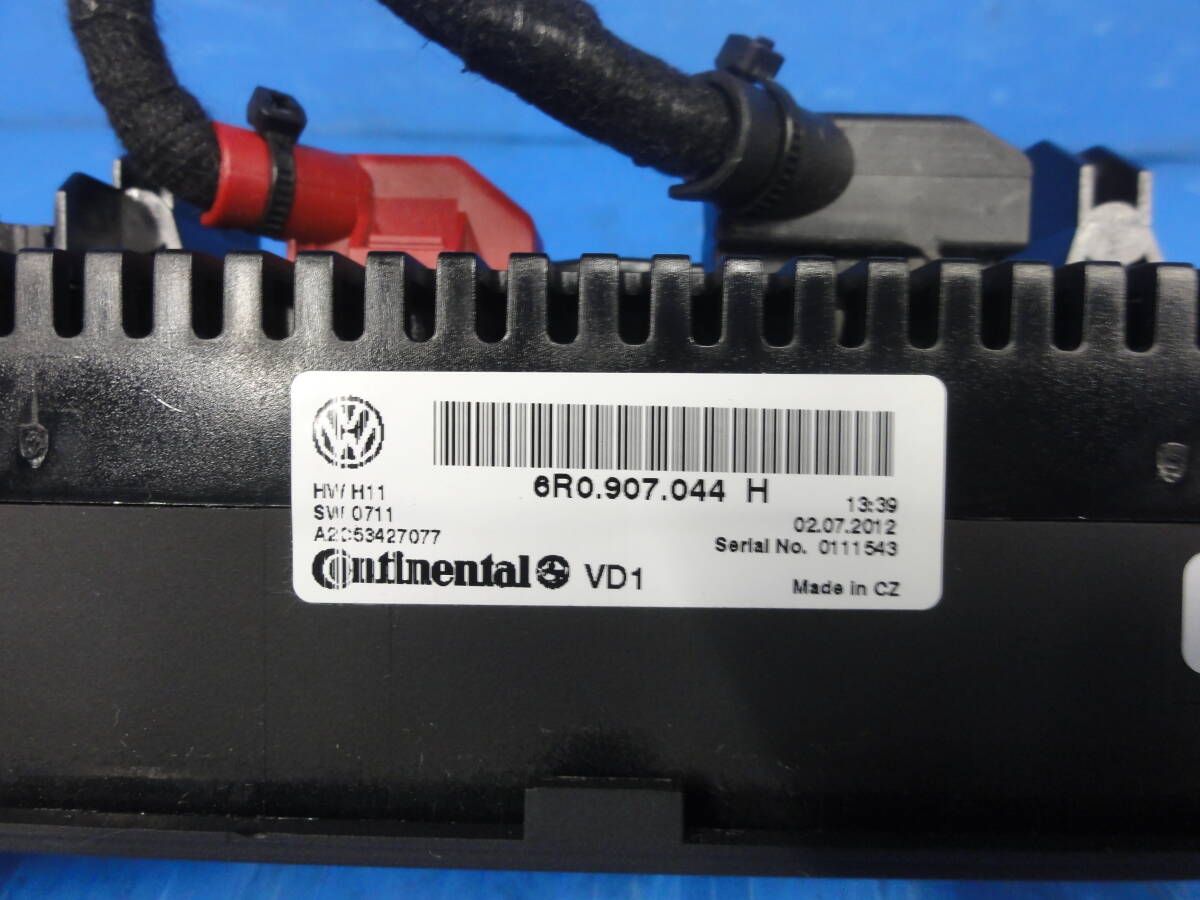 6R0.907.044 H
HW H11
SW 0711
A2C53427077
13:39
02.07.2012
Serial No. 0111543
Continental VD1
Made in CZ